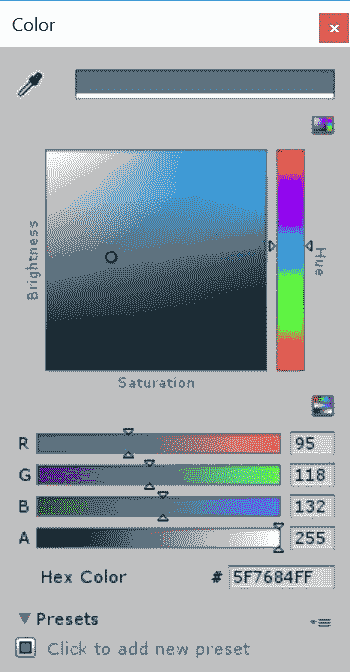 Color
Brightness
Hue
Saturation
R 95
G 118
B 132
A 255
Hex Color # 5F7684FF
Presets
Click to add new preset